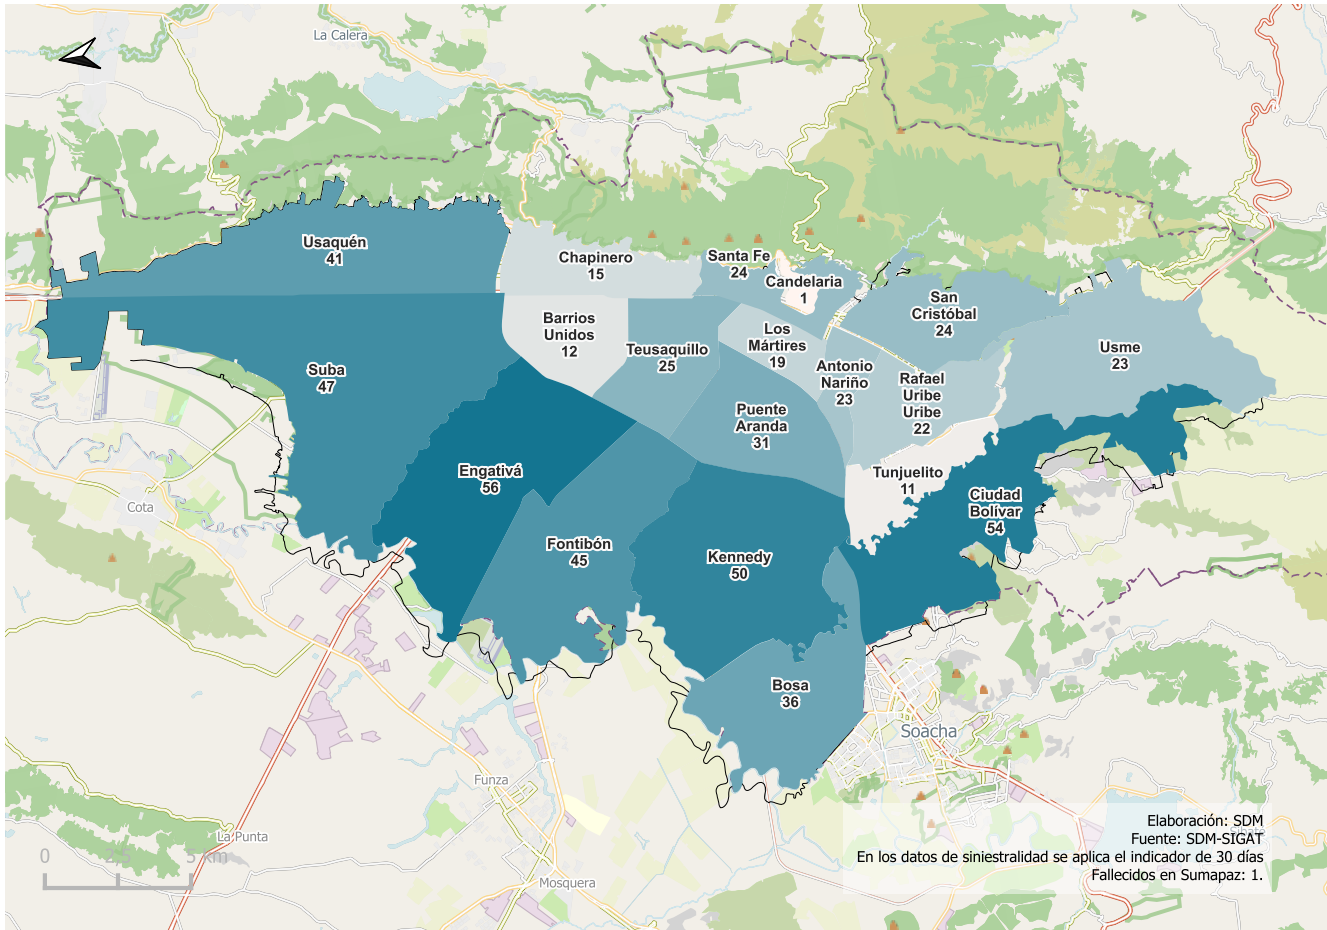 La Calera
Usaquén
41
Chapinero
15
Santa Fe
24
Candelaria
1
San
Cristóbal
24
Barrios
Unidos
12
Teusaquillo
25
Los
Mártires
19
Antonio
Nariño
23
Rafael
Uribe
Uribe
22
Usme
23
Suba
47
Puente
Aranda
31
Engativá
56
Tunjuelito
11
Ciudad
Bolívar
54
Cota
Fontibón
45
Kennedy
50
Bosa
36
Soacha
Funza
La Punta
Mosquera
0 2.5 5 km
Elaboración: SDM
Fuente: SDM-SIGAT
En los datos de siniestralidad se aplica el indicador de 30 días
Fallecidos en Sumapaz: 1.